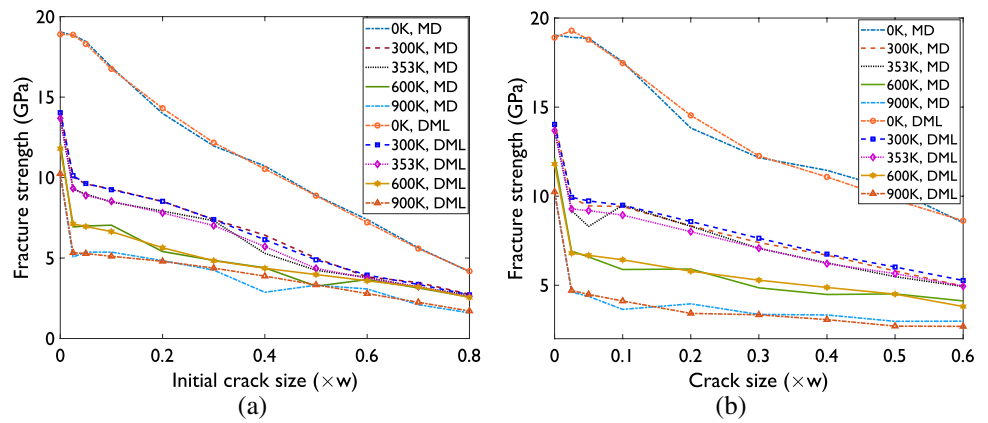 20
15
10
5
0
Fracture strength (GPa)
0
0.2
0.4
0.6
0.8
Initial crack size (×w)
0K, MD
300K, MD
353K, MD
600K, MD
900K, MD
0K, DML
300K, DML
353K, DML
600K, DML
900K, DML
(a)
20
15
10
5
Fracture strength (GPa)
0
0.1
0.2
0.3
0.4
0.5
0.6
Crack size (×w)
0K, MD
300K, MD
353K, MD
600K, MD
900K, MD
0K, DML
300K, DML
353K, DML
600K, DML
900K, DML
(b)